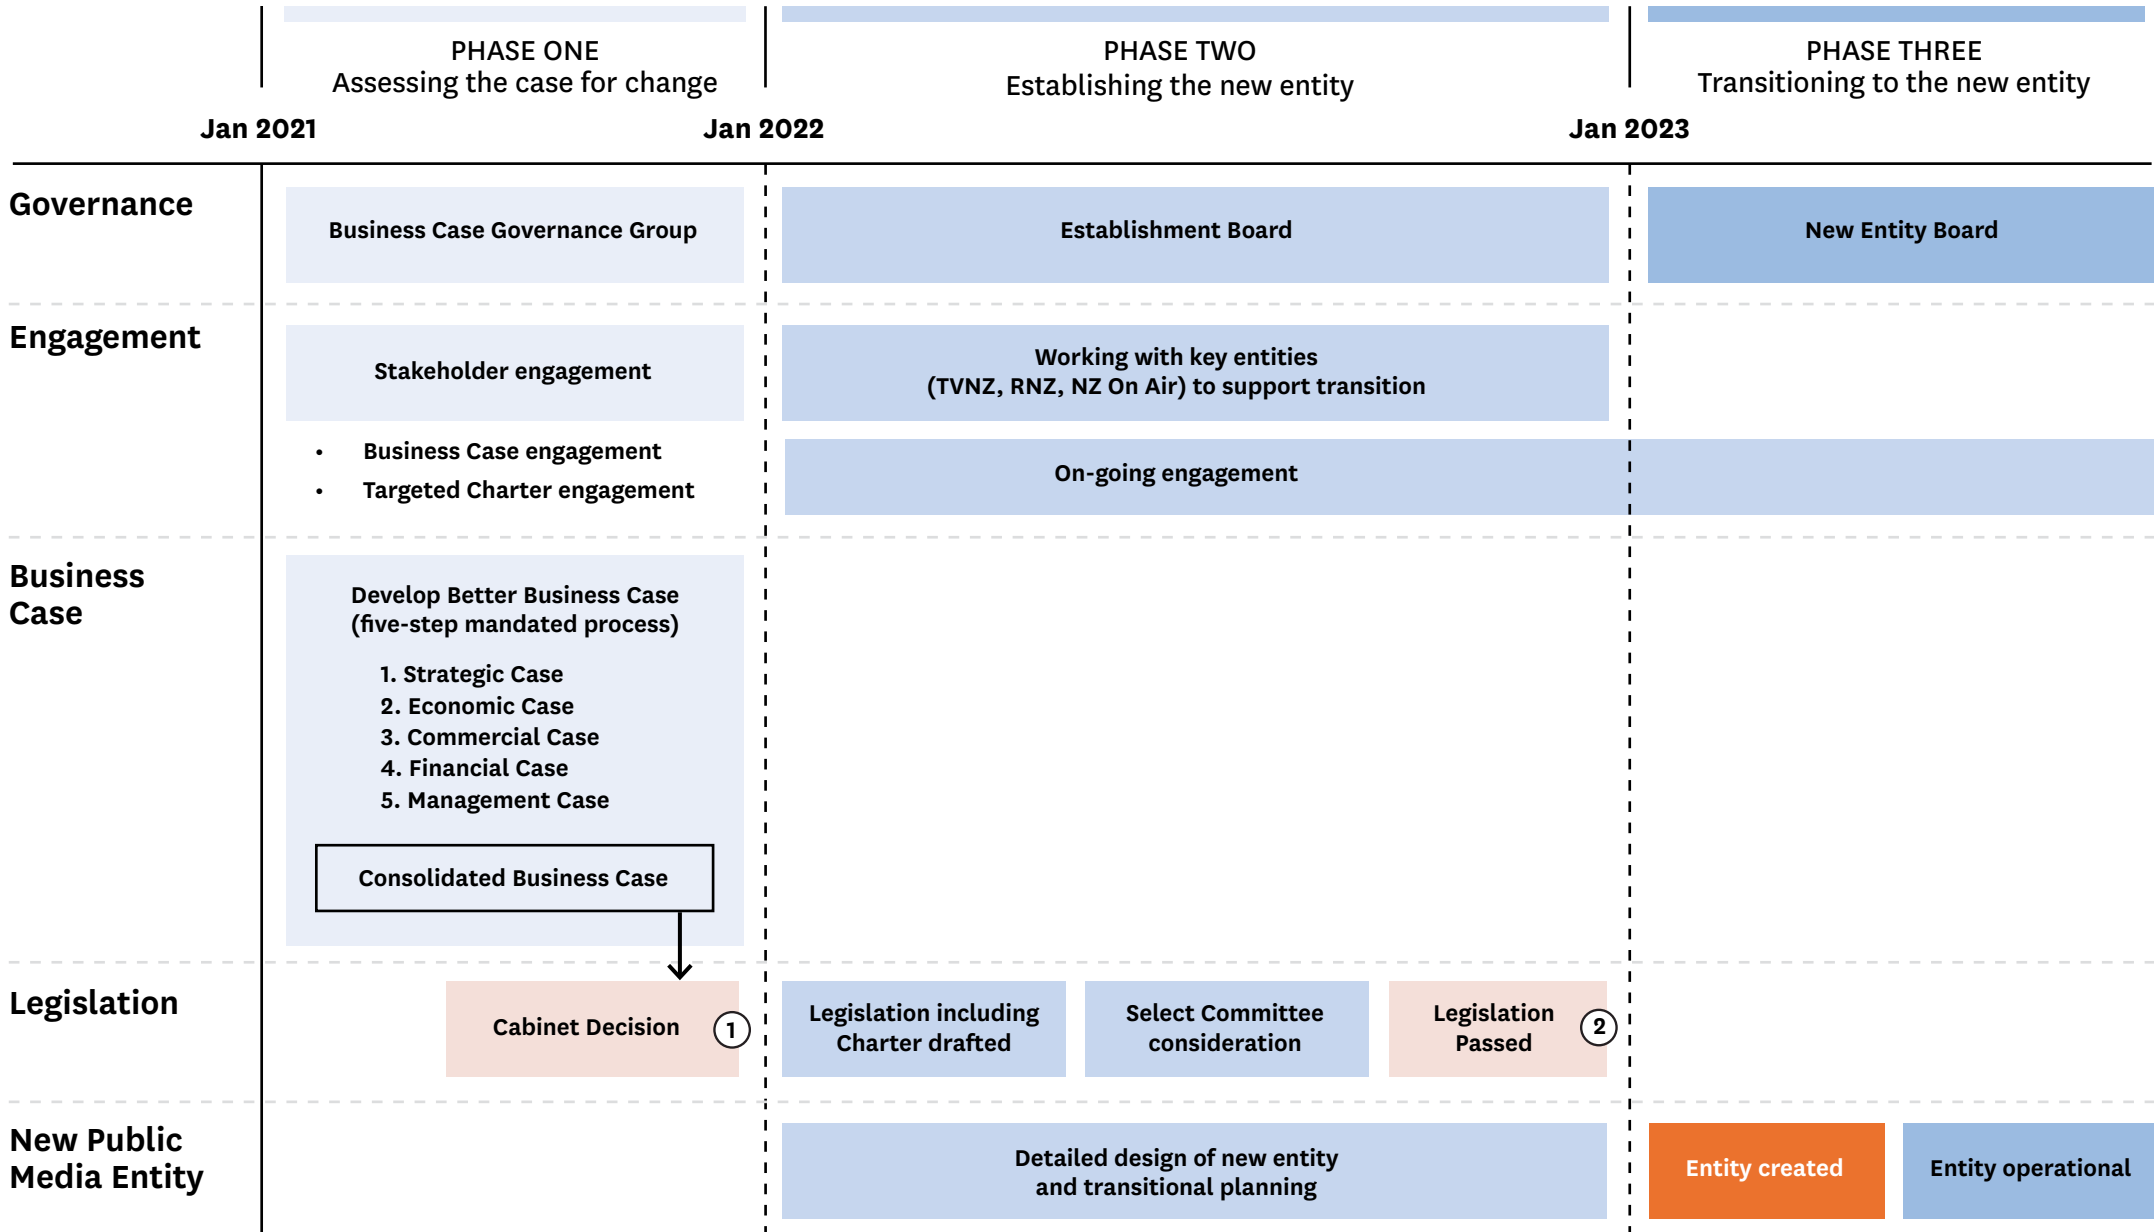 PHASE ONE
Assessing the case for change
PHASE TWO
Establishing the new entity
PHASE THREE
Transitioning to the new entity
Jan 2021
Jan 2022
Jan 2023
Governance
Business Case Governance Group
Establishment Board
New Entity Board
Engagement
Stakeholder engagement
• Business Case engagement
• Targeted Charter engagement
Working with key entities
(TVNZ, RNZ, NZ On Air) to support transition
On-going engagement
Business
Case
Develop Better Business Case
(five-step mandated process)
1. Strategic Case
2. Economic Case
3. Commercial Case
4. Financial Case
5. Management Case
Consolidated Business Case
Legislation
Cabinet Decision
1
Legislation including
Charter drafted
Select Committee
consideration
Legislation
Passed
2
New Public
Media Entity
Detailed design of new entity
and transitional planning
Entity created
Entity operational